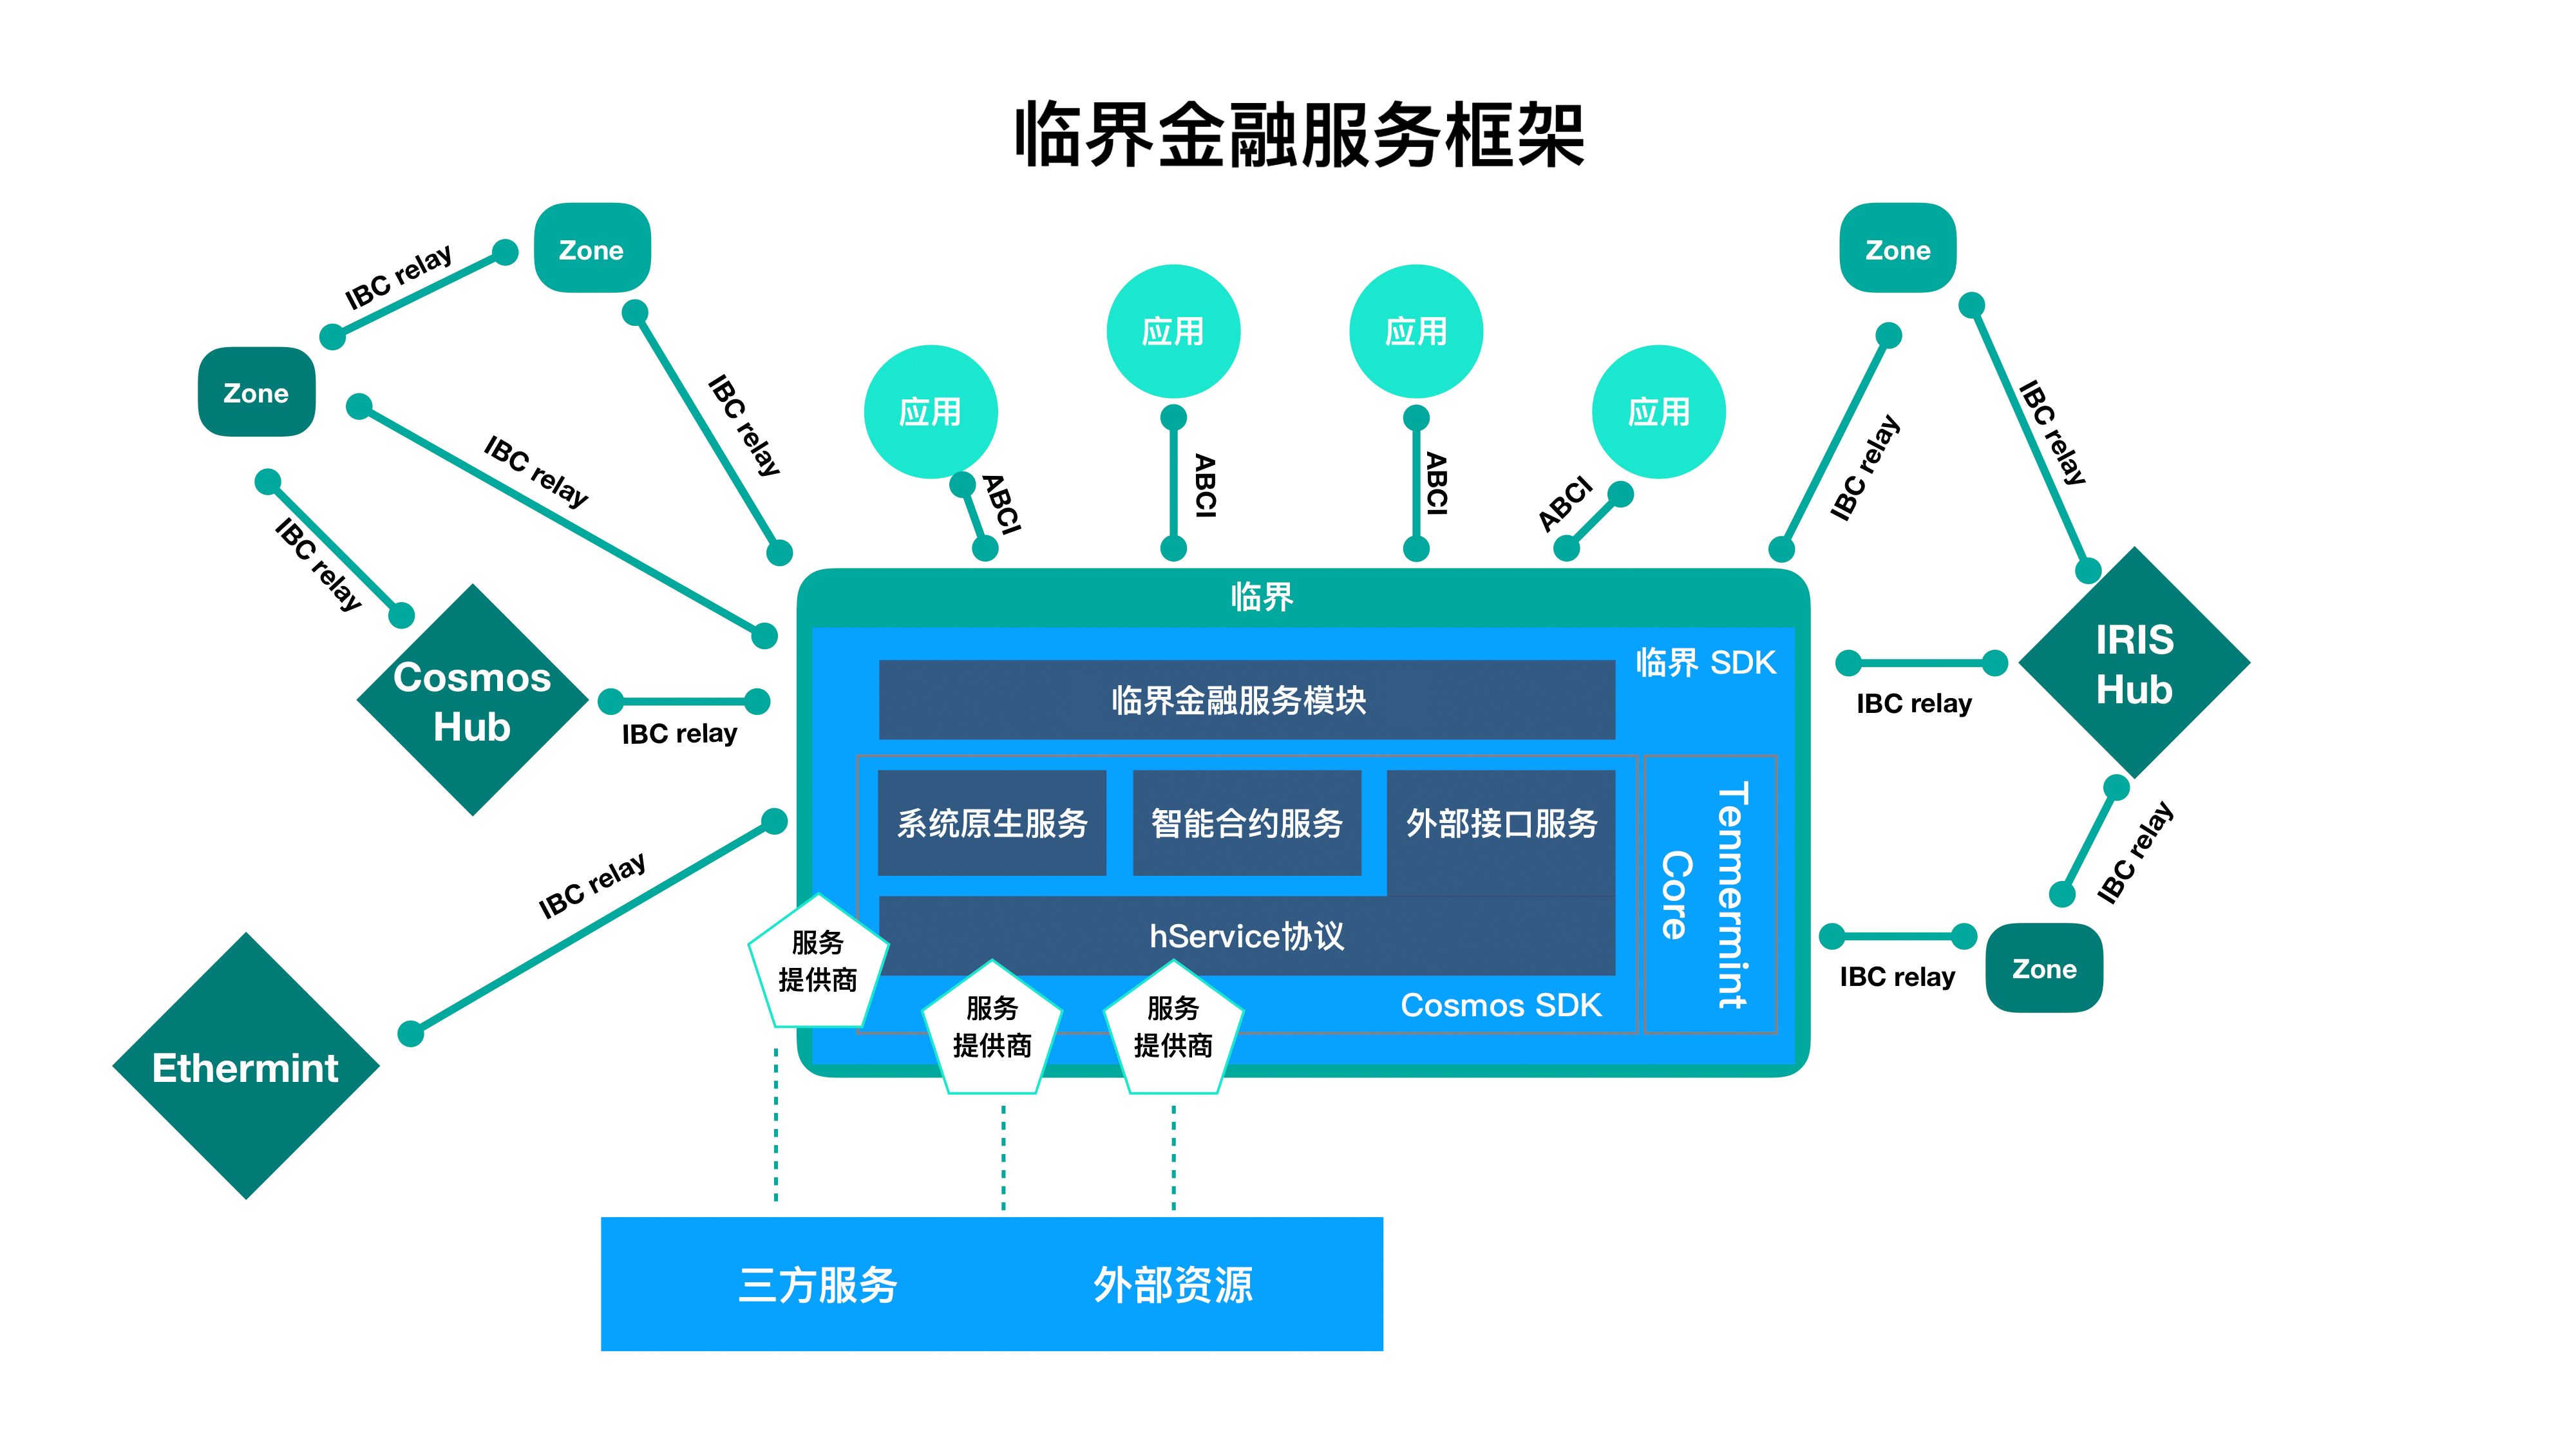 临界金融服务框架
Zone
Zone
IBC relay
Zone
IBC relay
IBC relay
IBC relay
IBC relay
IBC relay
应用
应用
应用
应用
ABCI
ABCI
ABCI
ABCI
IBC relay
IBC relay
Cosmos
Hub
IBC relay
Ethermint
临界
临界 SDK
临界金融服务模块
系统原生服务
智能合约服务
外部接口服务
hService协议
Cosmos SDK
Tenmermint
Core
IRIS
Hub
IBC relay
IBC relay
Zone
服务
提供商
服务
提供商
服务
提供商
三方服务
外部资源